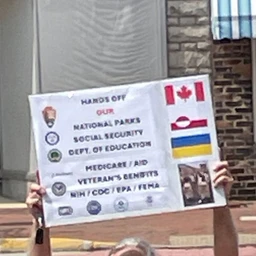 HANDS OFF
OUR
NATIONAL PARKS
SOCIAL SECURITY
DEPT. OF EDUCATION
MEDICARE / AID
VETERAN'S BENEFITS
NIH / CDC / EPA / FEMA